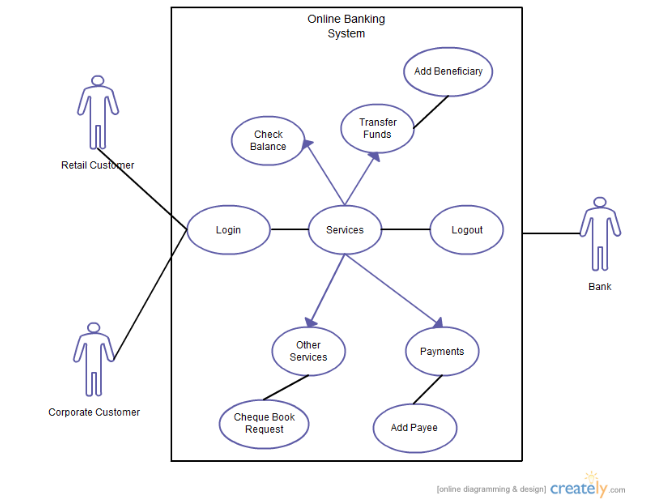 Online Banking
System
Add Beneficiary
Transfer
Funds
Check
Balance
Retail Customer
Login
Services
Logout
Bank
Other
Services
Payments
Corporate Customer
Cheque Book
Request
Add Payee
[online diagramming & design] creately.com